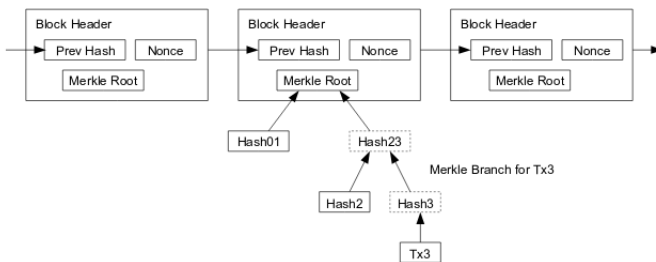 Block Header
Block Header
Block Header
Prev Hash
Nonce
Prev Hash
Nonce
Prev Hash
Nonce
Merkle Root
Merkle Root
Merkle Root
Hash01
Hash23
Merkle Branch for Tx3
Hash2
Hash3
Tx3